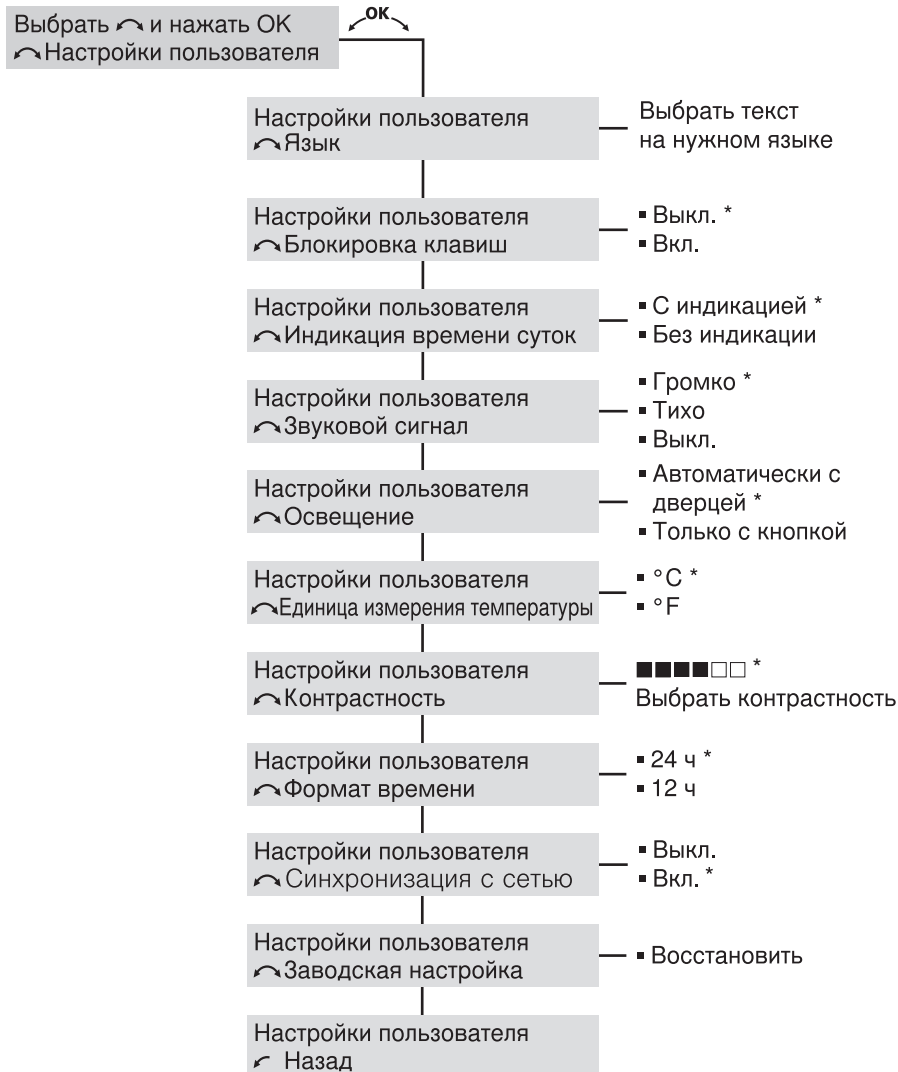 Выбрать и нажать OK
Настройки пользователя
OK
Настройки пользователя
Язык
Выбрать текст
на нужном языке
Настройки пользователя
Блокировка клавиш
▪ Выкл. *
▪ Вкл.
Настройки пользователя
Индикация времени суток
▪ С индикацией *
▪ Без индикации
Настройки пользователя
Звуковой сигнал
▪ Громко *
▪ Тихо
▪ Выкл.
Настройки пользователя
Освещение
▪ Автоматически с
дверцей *
▪ Только с кнопкой
Настройки пользователя
Единица измерения температуры
▪ °C *
▪ °F
Настройки пользователя
Контрастность
■■■■□□ *
Выбрать контрастность
Настройки пользователя
Формат времени
▪ 24 ч *
▪ 12 ч
Настройки пользователя
Синхронизация с сетью
▪ Выкл.
▪ Вкл. *
Настройки пользователя
Заводская настройка
▪ Восстановить
Настройки пользователя
Назад